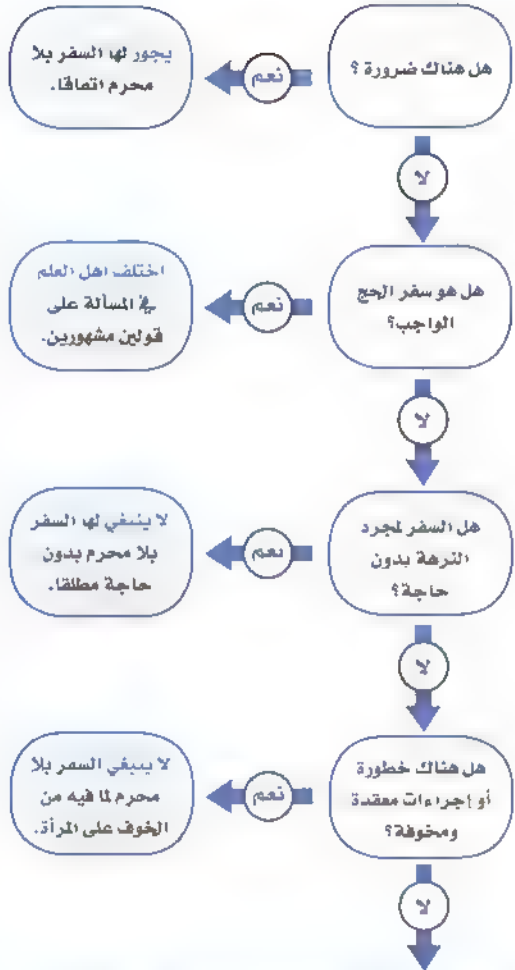 هل هناك ضرورة ؟
نعم
يجوز لها السفر بلا
محرم اتفاقا.
لا
هل هو سفر الحج
الواجب؟
نعم
اختلف اهل العلم
في المسألة على
قولين مشهورين.
لا
هل السفر لمجرد
النزهة بدون
حاجة؟
نعم
لا ينبغي لها السفر
بلا محرم بدون
حاجة مطلقا.
لا
هل هناك خطورة
أو إجراءات معقدة
ومخوفة؟
نعم
لا ينبغي السفر بلا
محرم لما فيه من
الخوف على المرأة.
لا